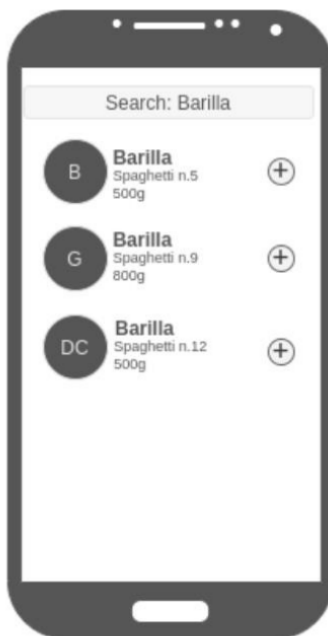 Search: Barilla
B
Barilla
Spaghetti n.5
500g
G
Barilla
Spaghetti n.9
800g
DC
Barilla
Spaghetti n.12
500g